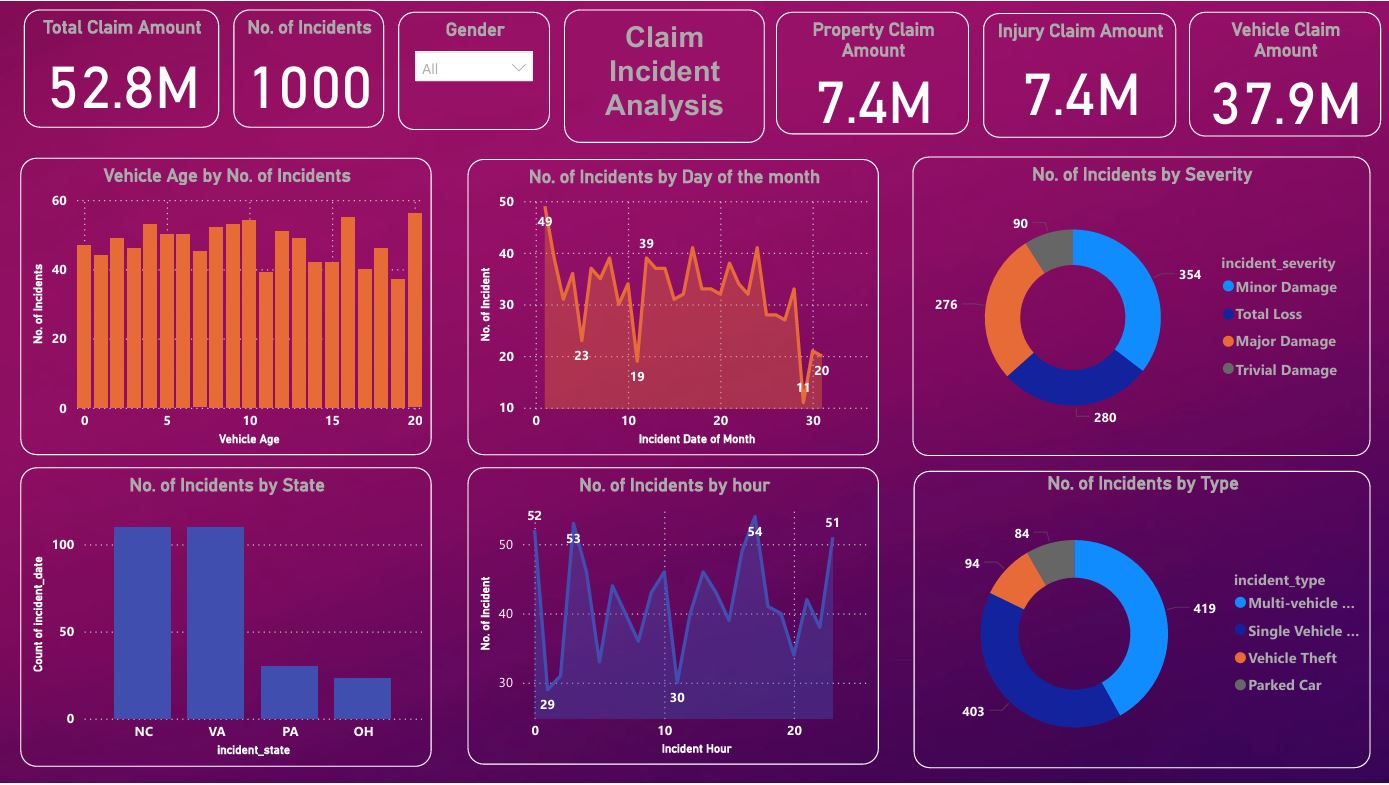 Total Claim Amount
52.8M
No. of Incidents
1000
Gender
All
Claim
Incident
Analysis
Property Claim
Amount
7.4M
Injury Claim Amount
7.4M
Vehicle Claim
Amount
37.9M
Vehicle Age by No. of Incidents
No. of Incidents
60
40
20
0
0 5 10 15 20
Vehicle Age
No. of Incidents by Day of the month
No. of Incident
50
40
30
20
10
49
23
19
39
11
20
0 10 20 30
Incident Date of Month
No. of Incidents by Severity
90
354
276
280
incident_severity
Minor Damage
Total Loss
Major Damage
Trivial Damage
No. of Incidents by State
Count of incident_date
100
50
0
NC VA PA OH
incident_state
No. of Incidents by hour
No. of Incident
50
40
30
52
29
53
30
54
51
0 10 20
Incident Hour
No. of Incidents by Type
84
94
419
403
incident_type
Multi-vehicle ...
Single Vehicle ...
Vehicle Theft
Parked Car